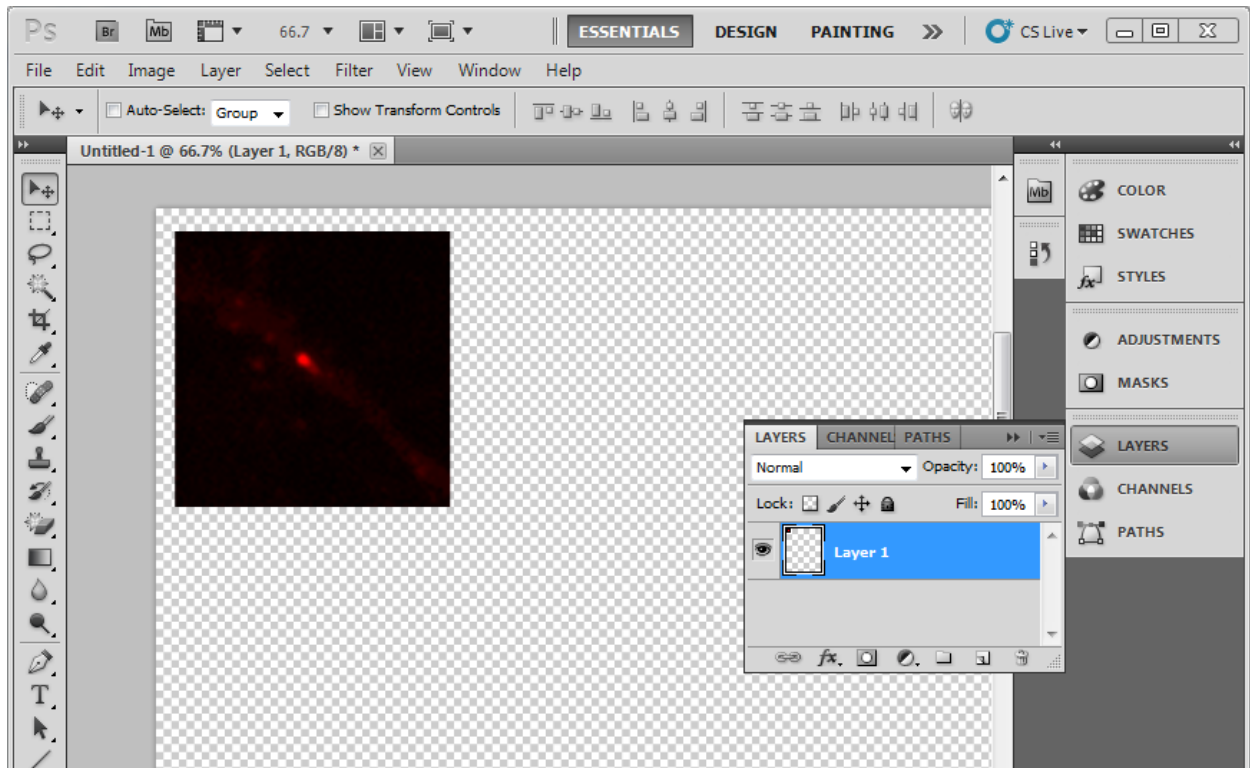 Ps Br Mb 66.7 ESSENTIALS DESIGN PAINTING CS Live
File Edit Image Layer Select Filter View Window Help
Auto-Select: Group Show Transform Controls
Untitled-1 @ 66.7% (Layer 1, RGB/8) *
Mb
COLOR
SWATCHES
fx STYLES
ADJUSTMENTS
MASKS
LAYERS
CHANNELS
PATHS
LAYERS CHANNEL PATHS
Normal Opacity: 100%
Lock: Fill: 100%
Layer 1
fx.
T